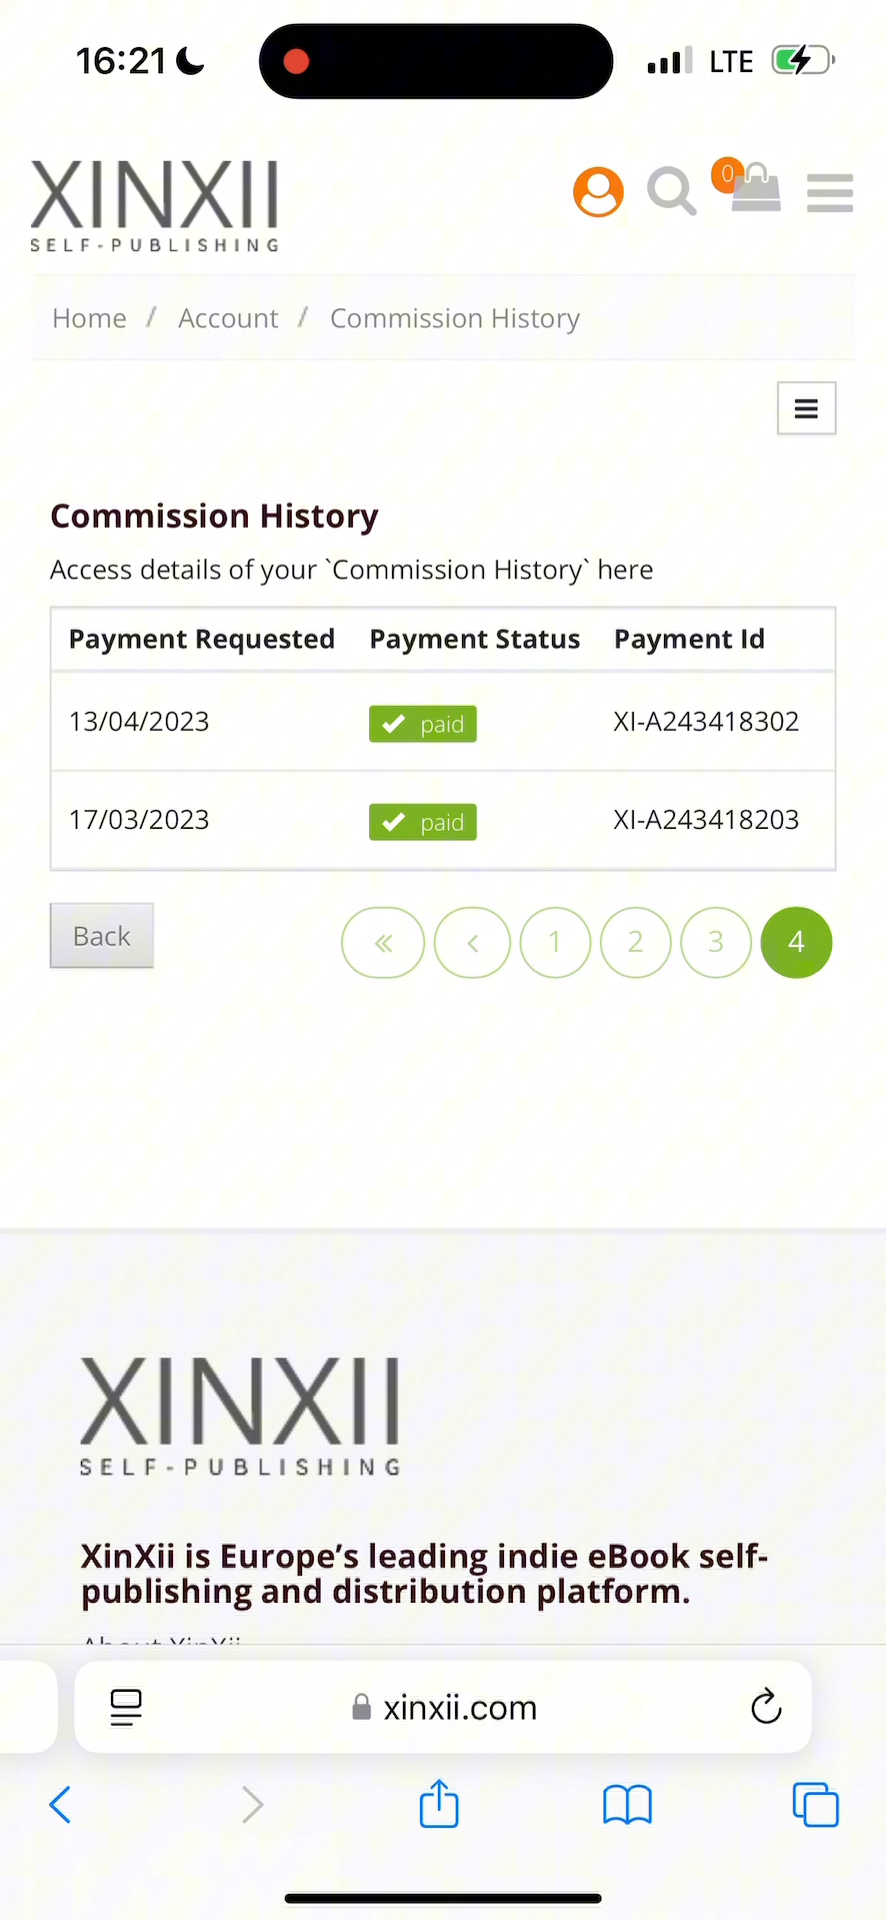 16:21
LTE
XINXII
SELF-PUBLISHING
0
Home / Account / Commission History
Commission History
Access details of your `Commission History` here
Payment Requested Payment Status Payment Id
13/04/2023 paid XI-A243418302
17/03/2023 paid XI-A243418203
Back « ‹ 1 2 3 4
XINXII
SELF-PUBLISHING
XinXii is Europe’s leading indie eBook self-
publishing and distribution platform.
About XinXii
xinxii.com